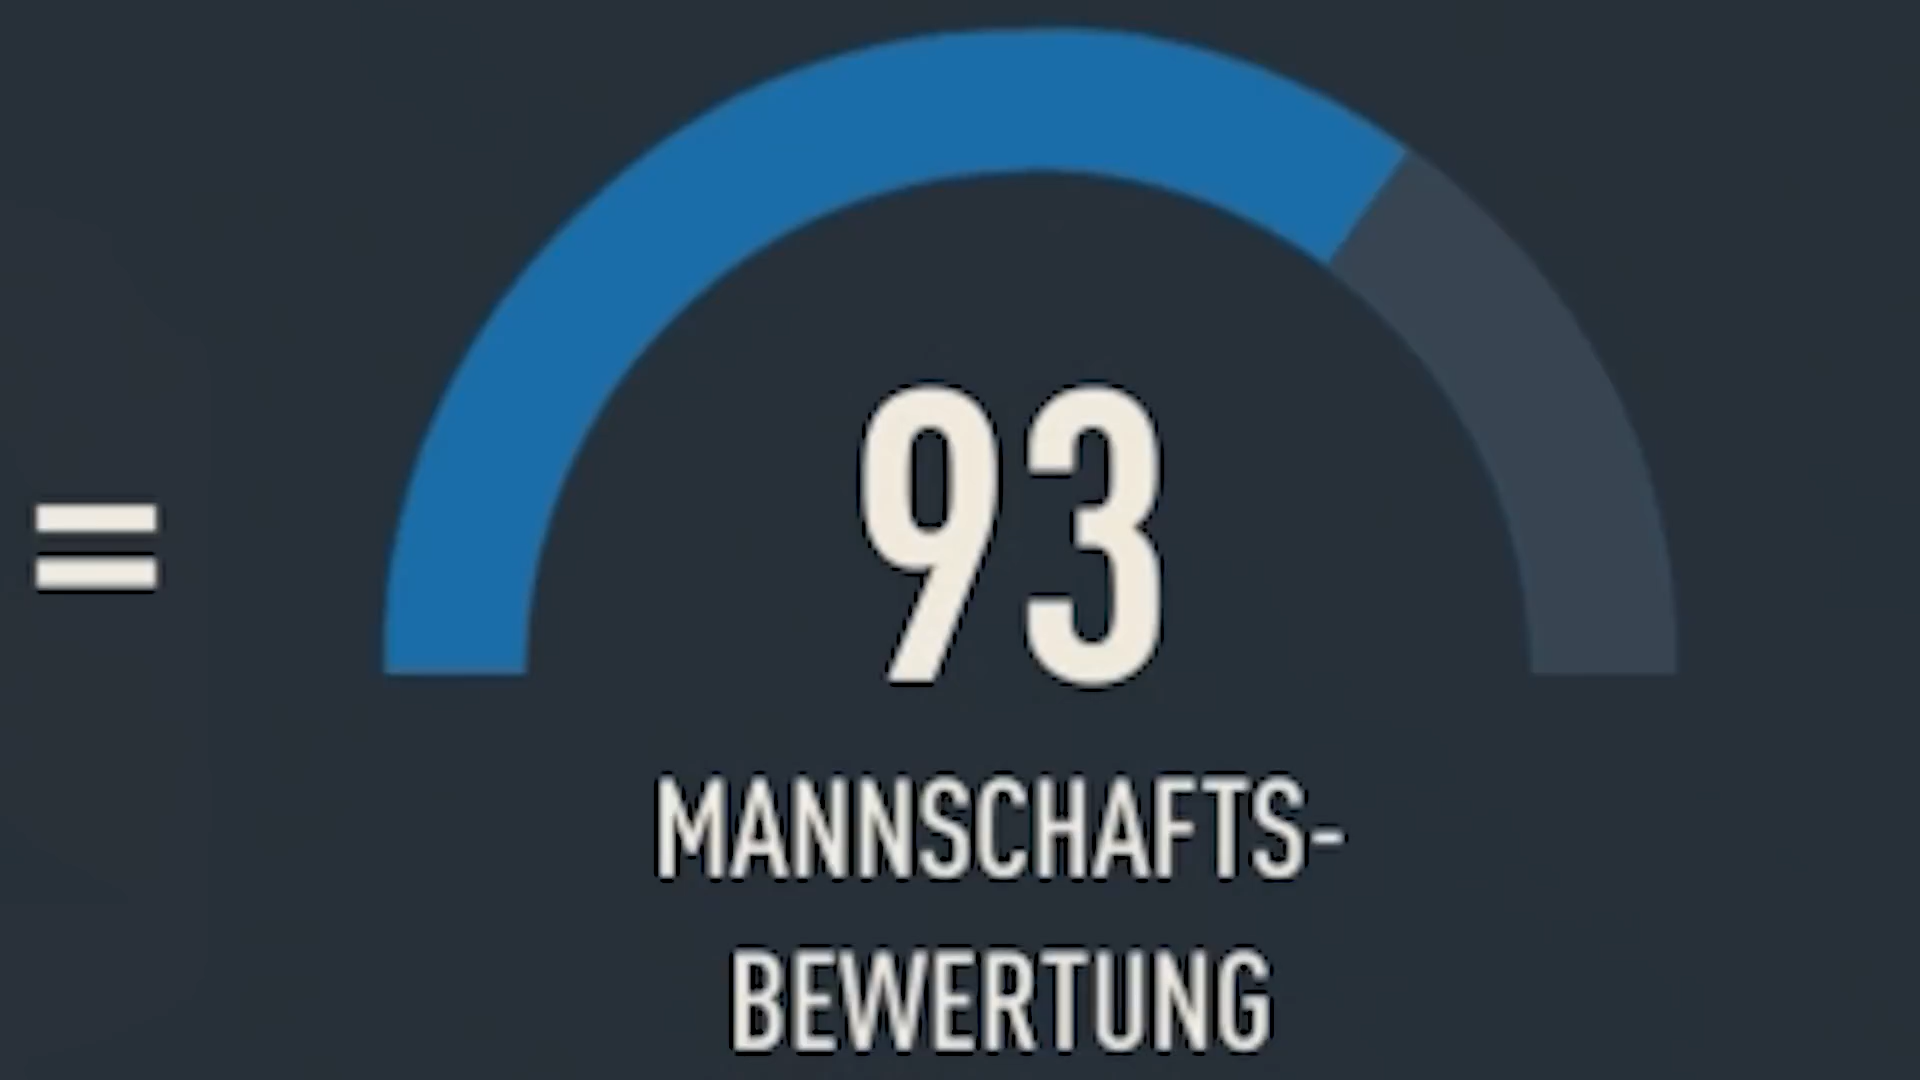 =
93
MANNSCHAFTS-
BEWERTUNG